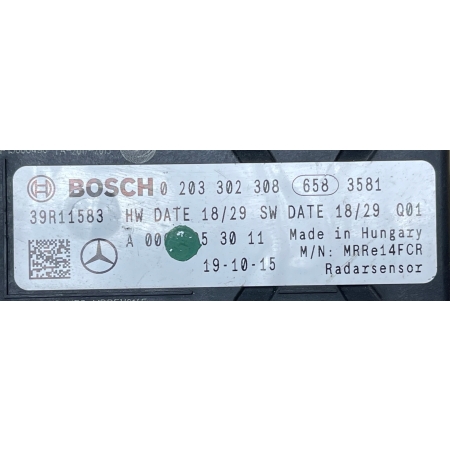 BOSCH 0 203 302 308 658 3581
39R11583 HW DATE 18/29 SW DATE 18/29 Q01
A 00 5 30 11 Made in Hungary
M/N: MRRe14FCR
19-10-15 Radarsensor